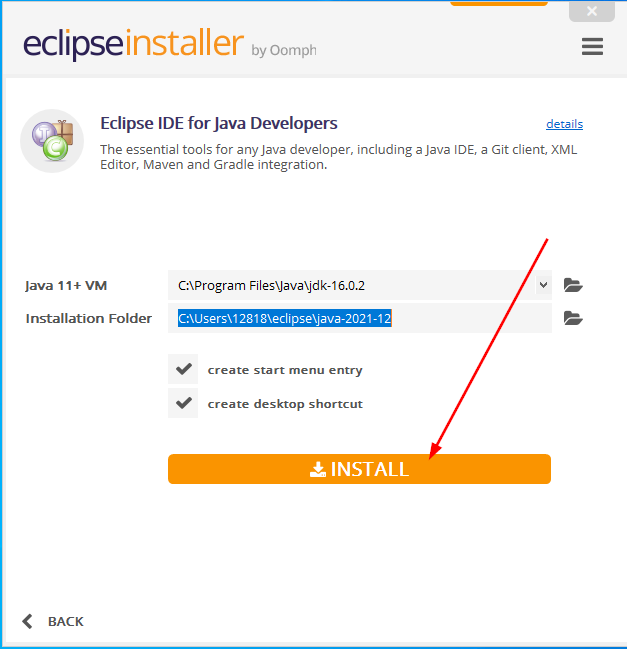 eclipseinstaller by Oomph
Eclipse IDE for Java Developers
details
The essential tools for any Java developer, including a Java IDE, a Git client, XML
Editor, Maven and Gradle integration.
Java 11+ VM
C:\Program Files\Java\jdk-16.0.2
Installation Folder
C:\Users\12818\eclipse\java-2021-12
create start menu entry
create desktop shortcut
INSTALL
BACK